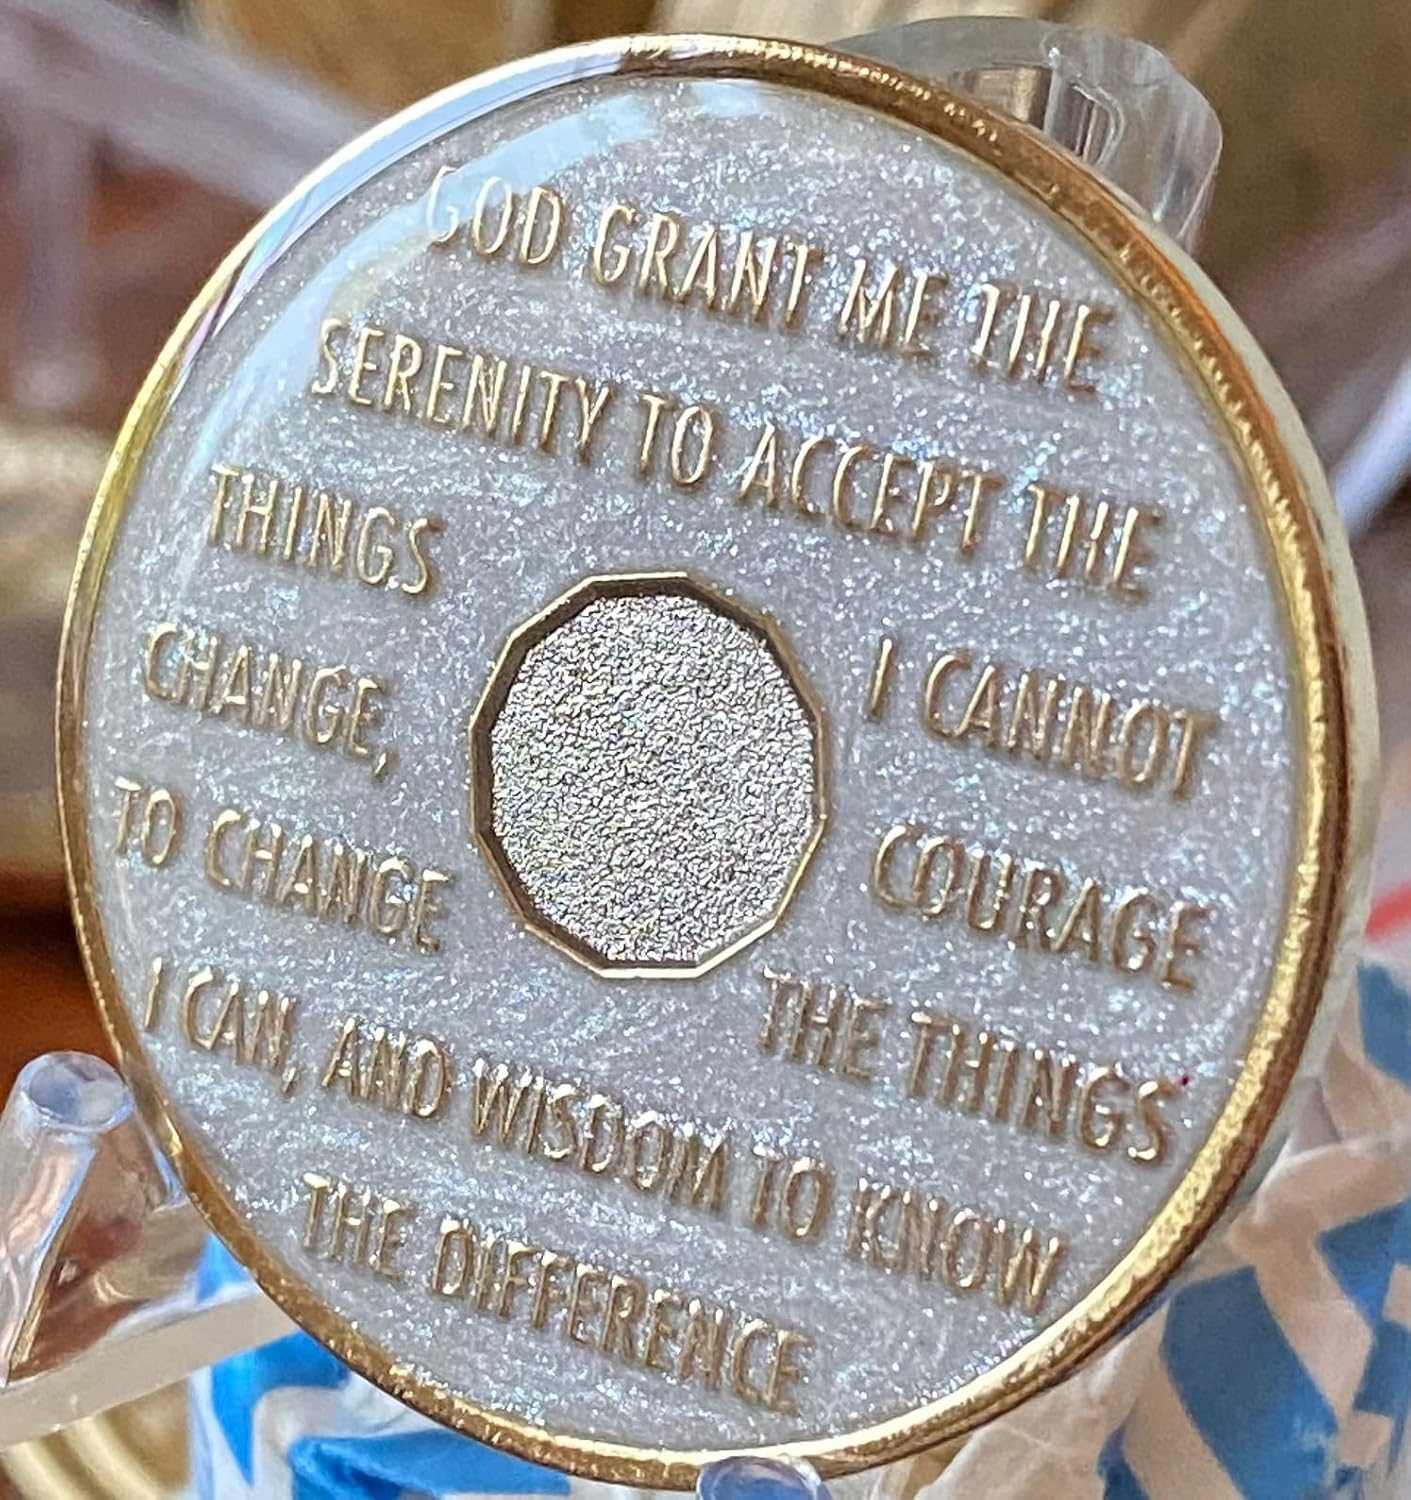 GOD GRANT ME THE
SERENITY TO ACCEPT THE
THINGS I CANNOT
CHANGE, COURAGE
TO CHANGE THE THINGS
I CAN, AND WISDOM TO KNOW
THE DIFFERENCE